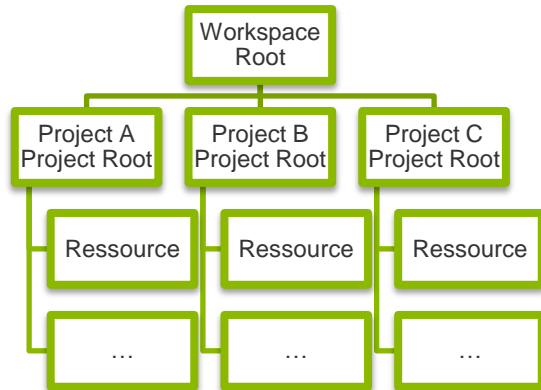 Workspace
Root
Project A
Project Root
Project B
Project Root
Project C
Project Root
Ressource
Ressource
Ressource
…
…
…